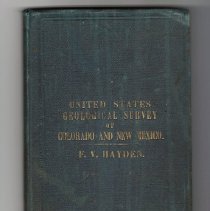 UNITED STATES
GEOLOGICAL SURVEY
OF
COLORADO AND NEW MEXICO.
F. V. HAYDEN.